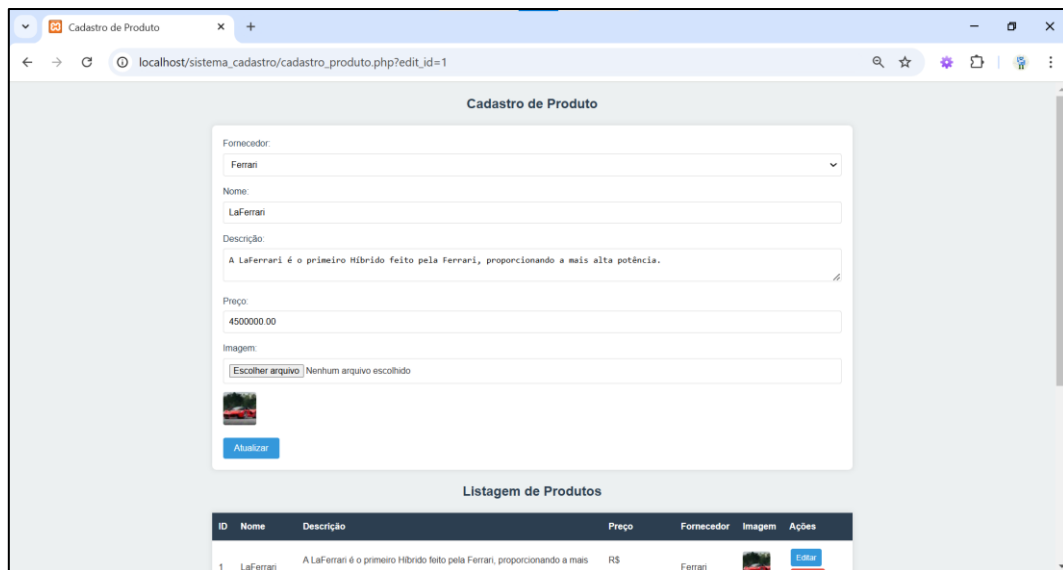 Cadastro de Produto
localhost/sistema_cadastro/cadastro_produto.php?edit_id=1
Cadastro de Produto
Fornecedor:
Ferrari
Nome:
LaFerrari
Descrição:
A LaFerrari é o primeiro Híbrido feito pela Ferrari, proporcionando a mais alta potência.
Preço:
4500000.00
Imagem:
Escolher arquivo Nenhum arquivo escolhido
Atualizar
Listagem de Produtos
ID Nome Descrição Preço Fornecedor Imagem Ações
A LaFerrari é o primeiro Híbrido feito pela Ferrari, proporcionando a mais R$ Editar
1 LaFerrari Ferrari